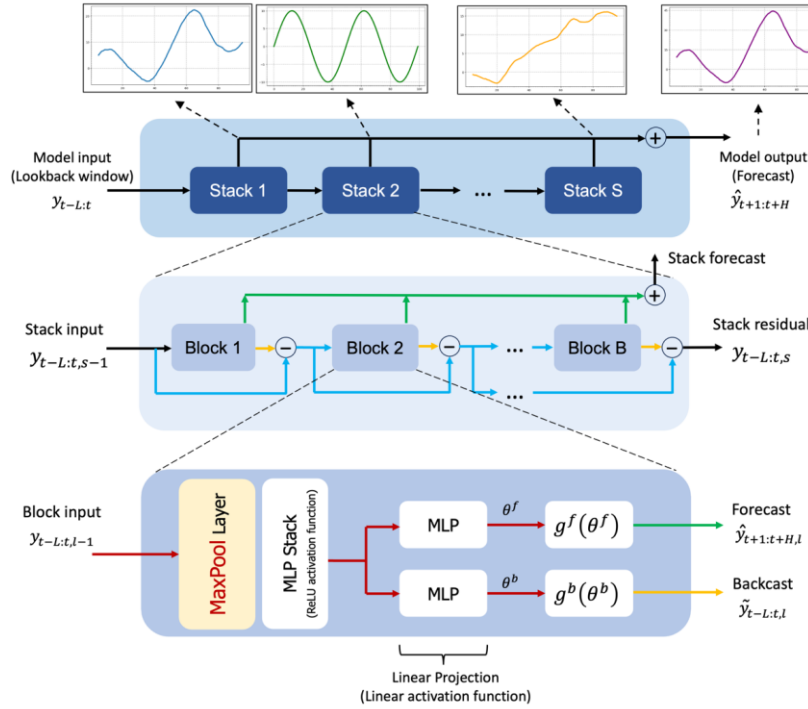 Model input
(Lookback window)
y_{t−L:t}
Stack 1
Stack 2
...
Stack S
+
Model output
(Forecast)
ŷ_{t+1:t+H}
Stack forecast
+
Stack input
y_{t−L:t,s−1}
Block 1
−
Block 2
−
...
...
Block B
−
Stack residual
y_{t−L:t,s}
Block input
y_{t−L:t,l−1}
MaxPool Layer
MLP Stack
(ReLU activation function)
MLP
θ^f
g^f(θ^f)
Forecast
ŷ_{t+1:t+H,l}
MLP
θ^b
g^b(θ^b)
Backcast
ỹ_{t−L:t,l}
Linear Projection
(Linear activation function)